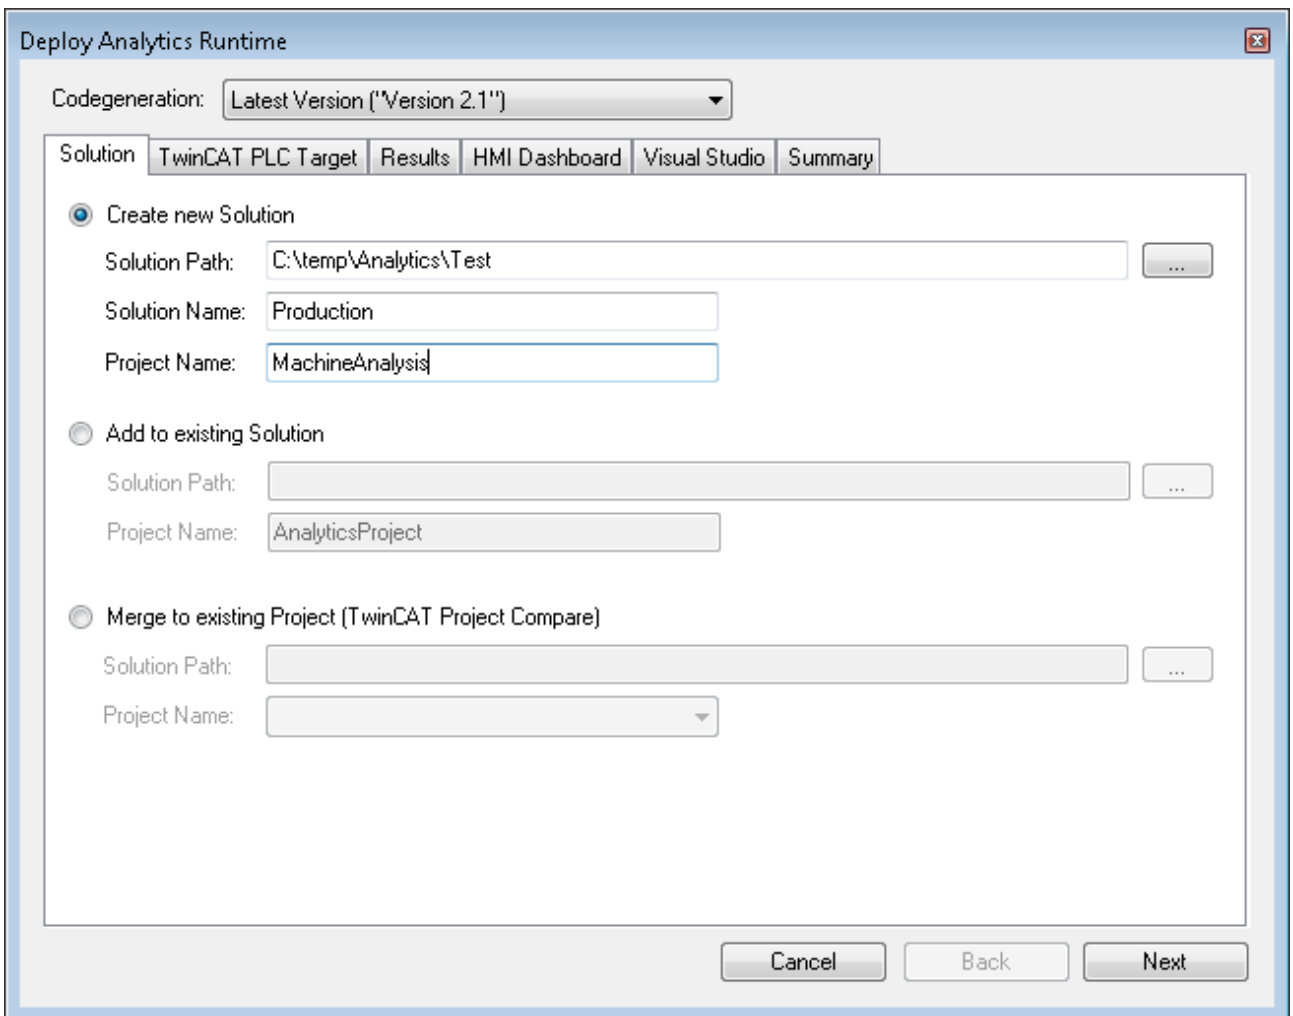 Deploy Analytics Runtime
Codegeneration: Latest Version ("Version 2.1")
Solution TwinCAT PLC Target Results HMI Dashboard Visual Studio Summary
Create new Solution
Solution Path: C:\temp\Analytics\Test ...
Solution Name: Production
Project Name: MachineAnalysis
Add to existing Solution
Solution Path: ...
Project Name: AnalyticsProject
Merge to existing Project (TwinCAT Project Compare)
Solution Path: ...
Project Name:
Cancel Back Next